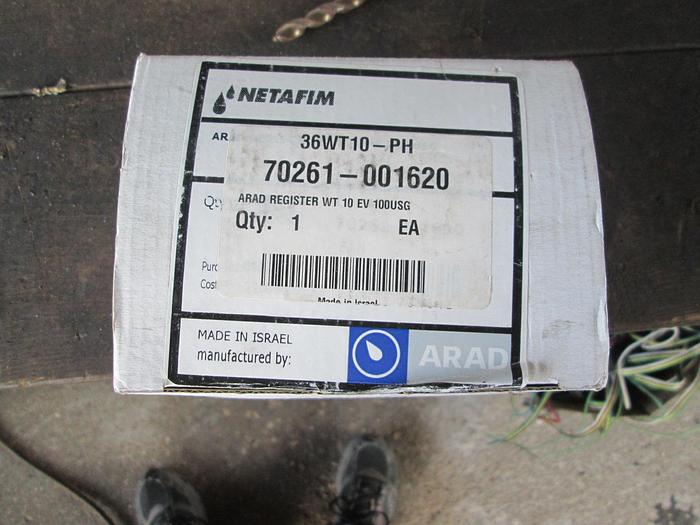 NETAFIM
AR
36WT10-PH
70261-001620
ARAD REGISTER WT 10 EV 100USG
Qty: 1 EA
Made in Israel
MADE IN ISRAEL
manufactured by:
ARAD